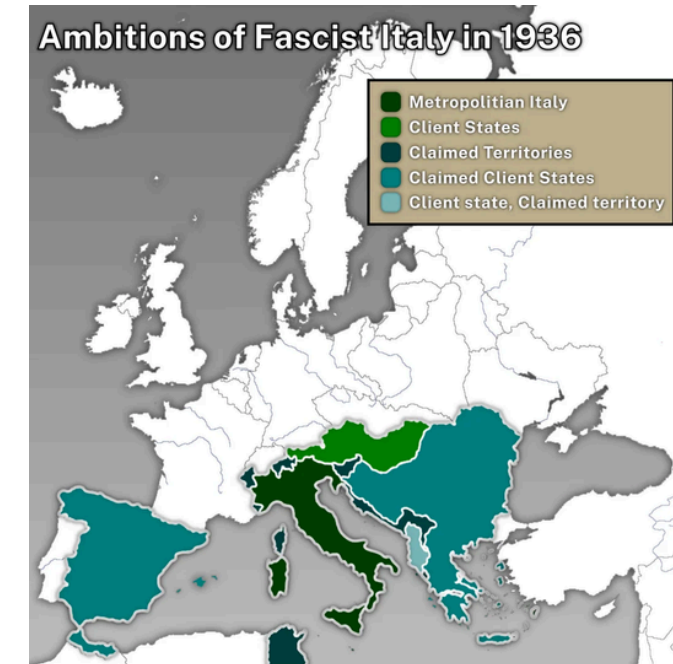 Ambitions of Fascist Italy in 1936
Metropolitian Italy
Client States
Claimed Territories
Claimed Client States
Client state, Claimed territory